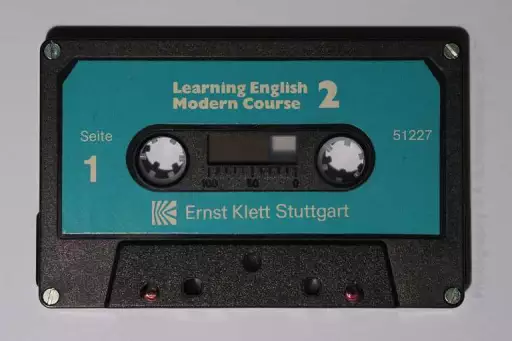 Learning English
Modern Course 2
Seite
1
51227
100 50 0
Ernst Klett Stuttgart